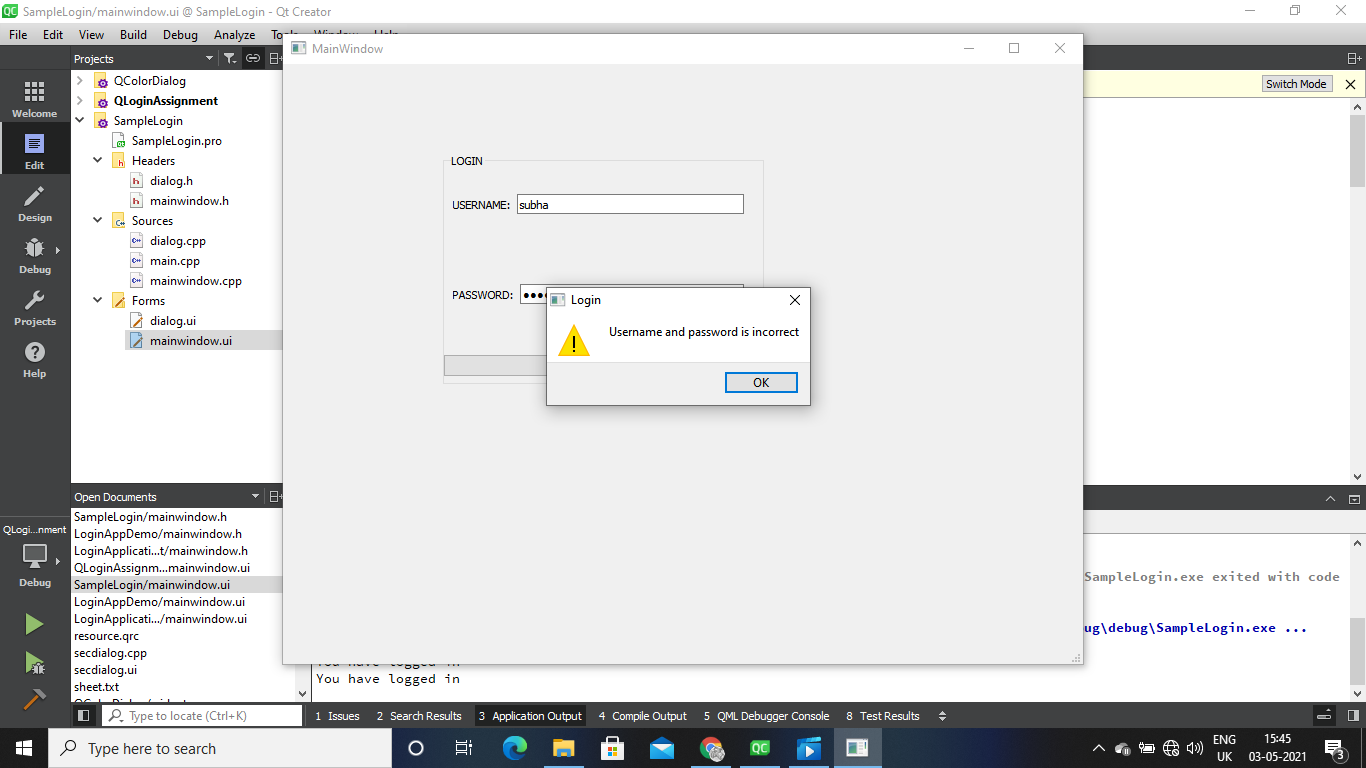 SampleLogin/mainwindow.ui @ SampleLogin - Qt Creator
File Edit View Build Debug Analyze
MainWindow
Projects
Switch Mode
Welcome
Edit
Design
Debug
Projects
Help
QColorDialog
QLoginAssignment
SampleLogin
SampleLogin.pro
Headers
dialog.h
mainwindow.h
Sources
dialog.cpp
main.cpp
mainwindow.cpp
Forms
dialog.ui
mainwindow.ui
LOGIN
USERNAME: subha
PASSWORD: ●●●
Login
Username and password is incorrect
OK
Open Documents
SampleLogin/mainwindow.h
LoginAppDemo/mainwindow.h
LoginApplicati...t/mainwindow.h
QLoginAssignm...mainwindow.ui
SampleLogin/mainwindow.ui
LoginAppDemo/mainwindow.ui
LoginApplicati.../mainwindow.ui
resource.qrc
secdialog.cpp
secdialog.ui
sheet.txt
QLogi...nment
Debug
SampleLogin.exe exited with code
ug\debug\SampleLogin.exe ...
You have logged in
You have logged in
Type to locate (Ctrl+K)
1 Issues 2 Search Results 3 Application Output 4 Compile Output 5 QML Debugger Console 8 Test Results
Type here to search
ENG
UK
15:45
03-05-2021
3